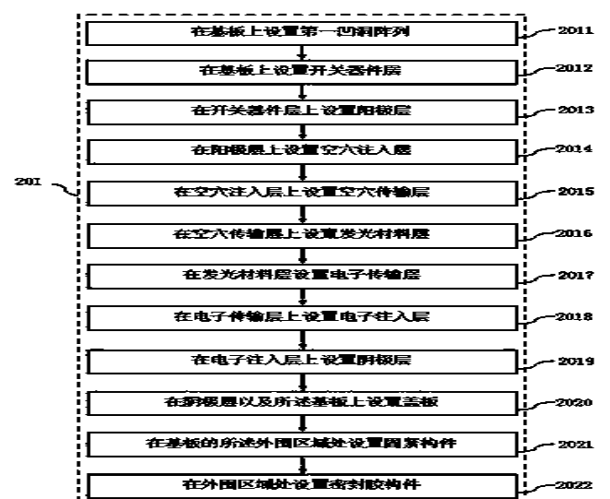 在基板上设置第一凹洞阵列 2011
在基板上设置开关器件层 2012
在开关器件层上设置阳极层 2013
在阳极层上设置空穴注入层 2014
201
在空穴注入层上设置空穴传输层 2015
在空穴传输层上设置发光材料层 2016
在发光材料层设置电子传输层 2017
在电子传输层上设置电子注入层 2018
在电子注入层上设置阴极层 2019
在阴极层以及所述基板上设置盖板 2020
在基板的所述外围区域处设置固紧构件 2021
在外围区域处设置密封胶构件 2022